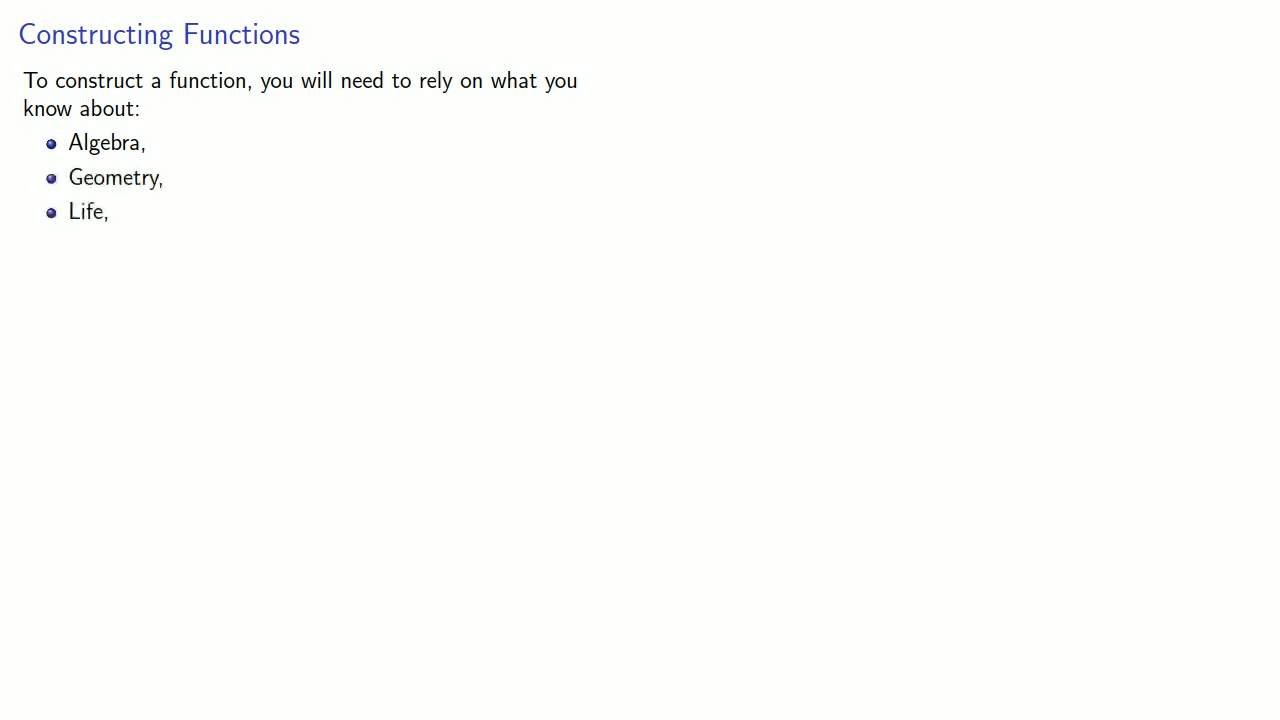 Constructing Functions
To construct a function, you will need to rely on what you
know about:
Algebra,
Geometry,
Life,